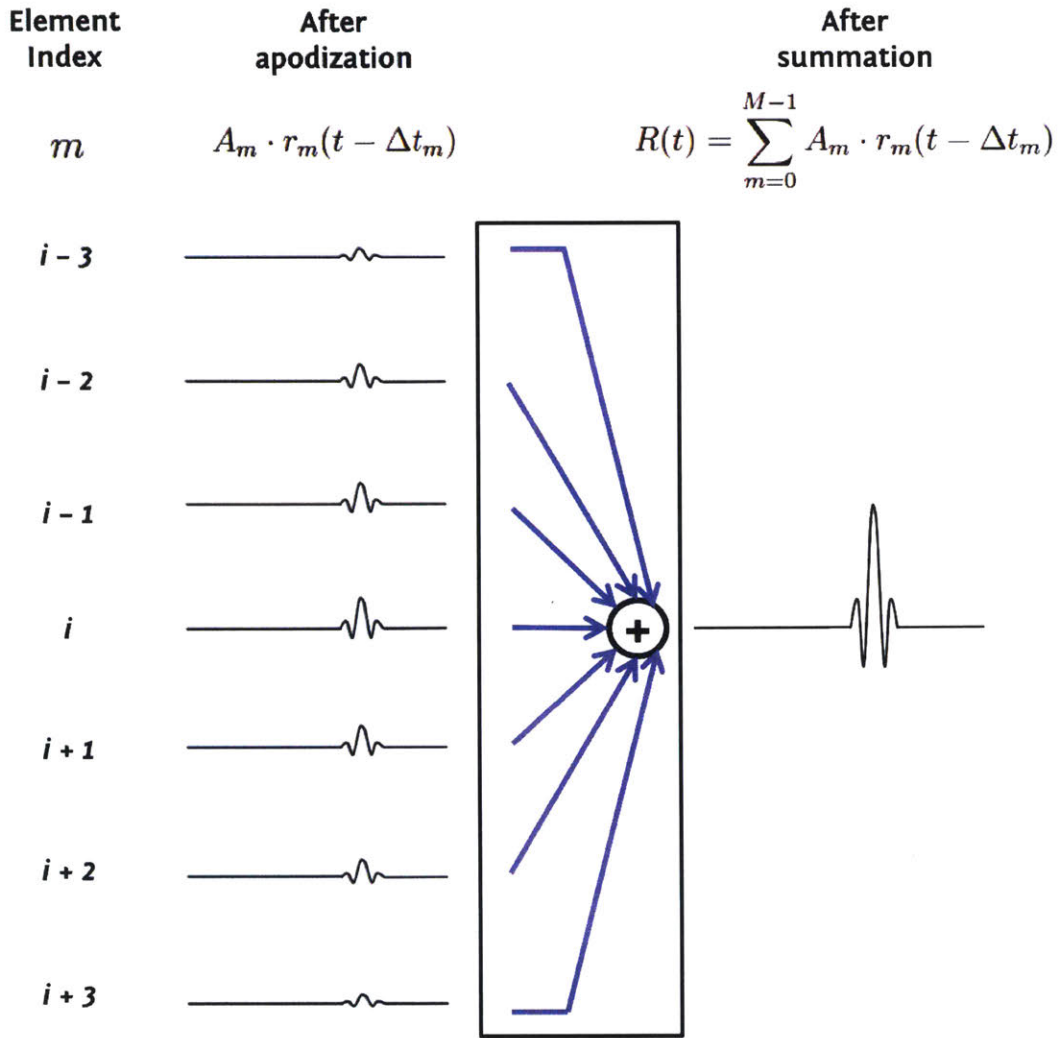 Element Index
After apodization
After summation
m
A_m · r_m(t − Δt_m)
R(t) = \sum_{m=0}^{M−1} A_m · r_m(t − Δt_m)
i – 3
i – 2
i – 1
i
+
i + 1
i + 2
i + 3